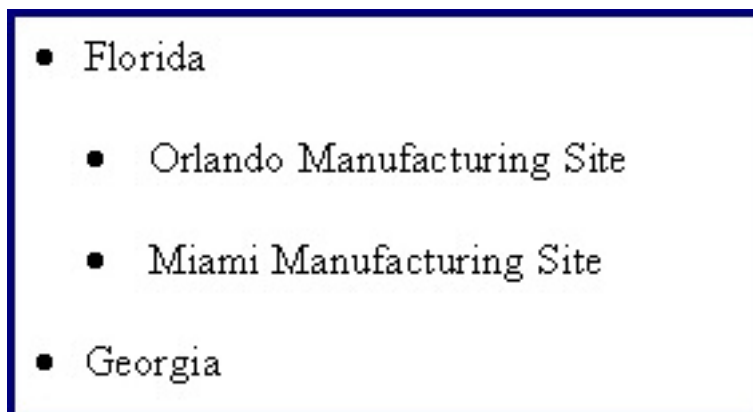 • Florida
• Orlando Manufacturing Site
• Miami Manufacturing Site
• Georgia